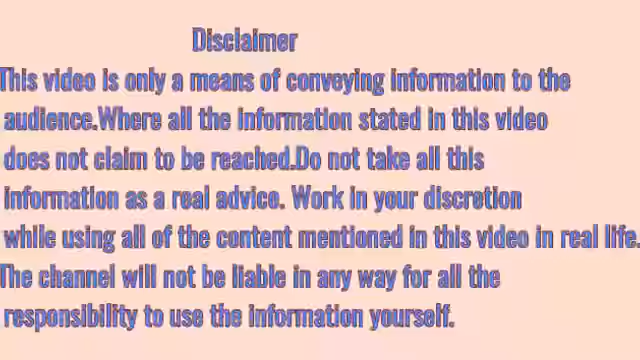 Disclaimer
This video is only a means of conveying information to the
audience.Where all the information stated in this video
does not claim to be reached.Do not take all this
information as a real advice. Work in your discretion
while using all of the content mentioned in this video in real life.
The channel will not be liable in any way for all the
responsibility to use the information yourself.